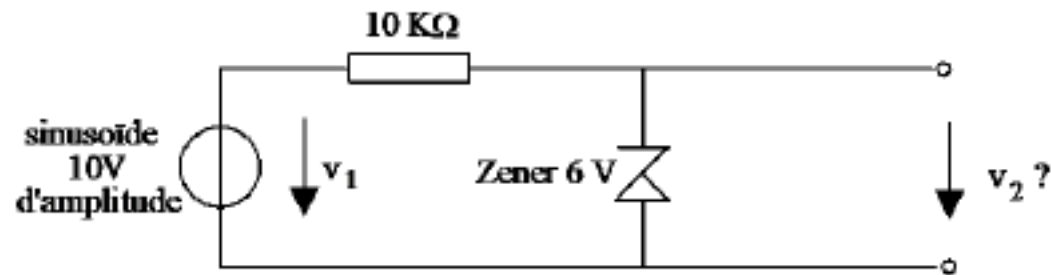 10 KΩ
sinusoïde
10V
d'amplitude
v1
Zener 6 V
v2 ?